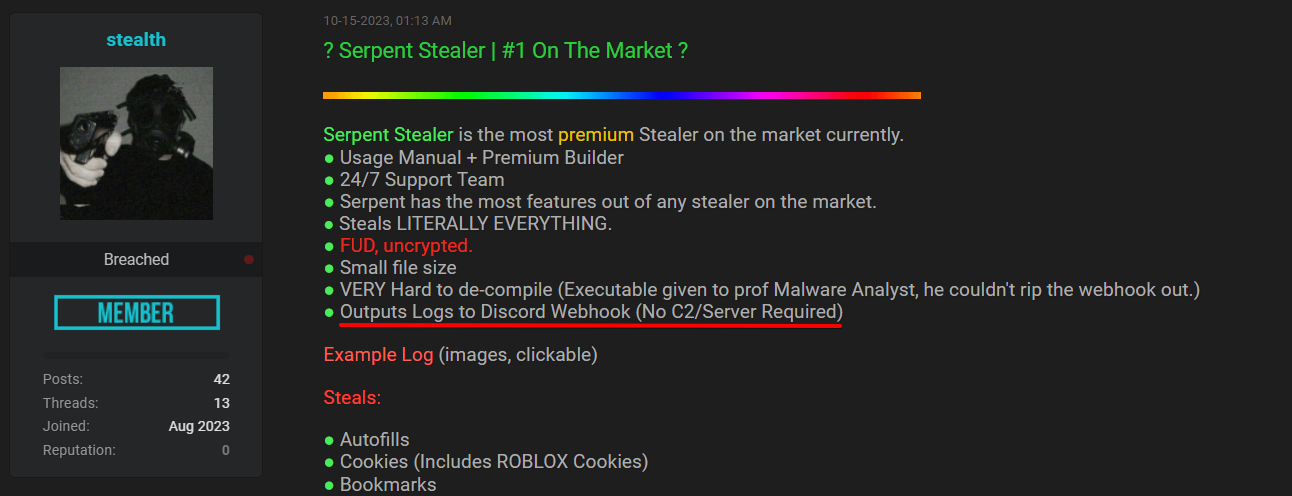 stealth
Breached
MEMBER
Posts: 42
Threads: 13
Joined: Aug 2023
Reputation: 0
10-15-2023, 01:13 AM
? Serpent Stealer | #1 On The Market ?
Serpent Stealer is the most premium Stealer on the market currently.
● Usage Manual + Premium Builder
● 24/7 Support Team
● Serpent has the most features out of any stealer on the market.
● Steals LITERALLY EVERYTHING.
● FUD, uncrypted.
● Small file size
● VERY Hard to de-compile (Executable given to prof Malware Analyst, he couldn't rip the webhook out.)
● Outputs Logs to Discord Webhook (No C2/Server Required)
Example Log (images, clickable)
Steals:
● Autofills
● Cookies (Includes ROBLOX Cookies)
● Bookmarks